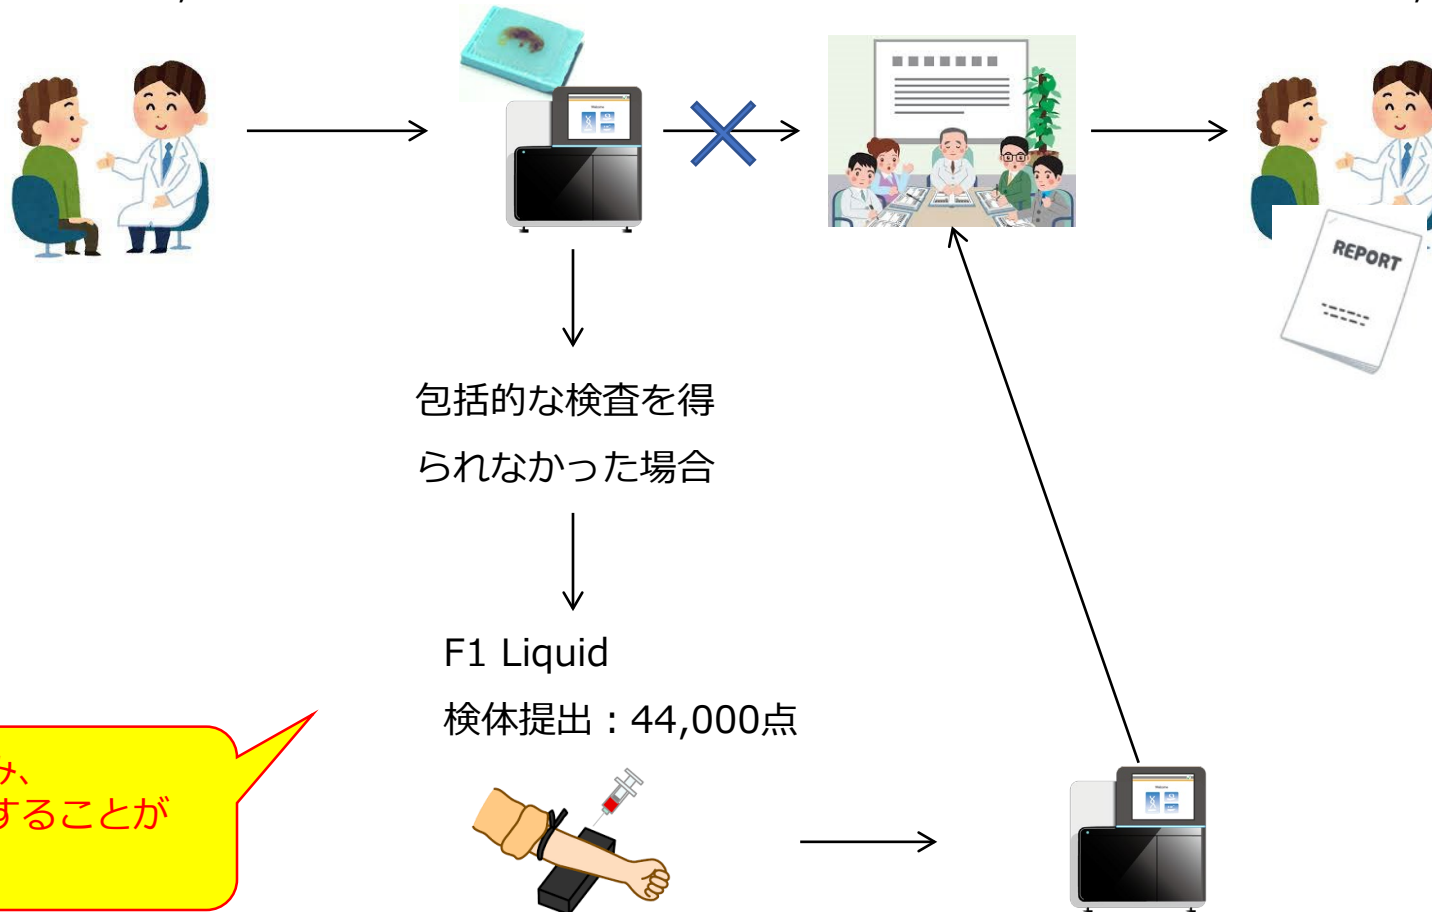 REPORT
包括的な検査を得
られなかった場合
F1 Liquid
検体提出：44,000点
み、
することが